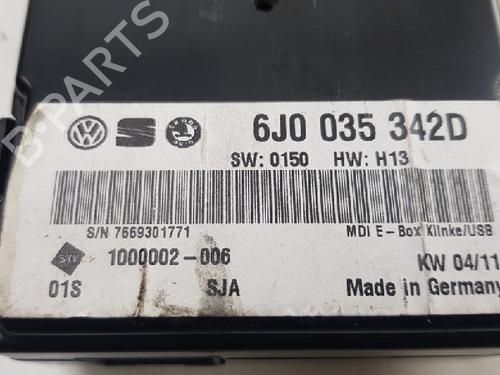 6J0 035 342D
SW: 0150 HW: H13
S/N 7669301771 MDI E-Box Klinke/USB
1000002-006 KW 04/11
01S SJA Made in Germany